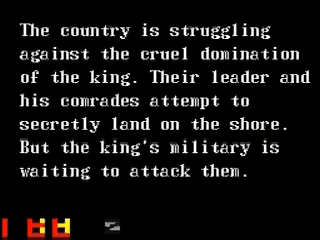 The country is struggling
against the cruel domination
of the king. Their leader and
his comrades attempt to
secretly land on the shore.
But the king's military is
waiting to attack them.